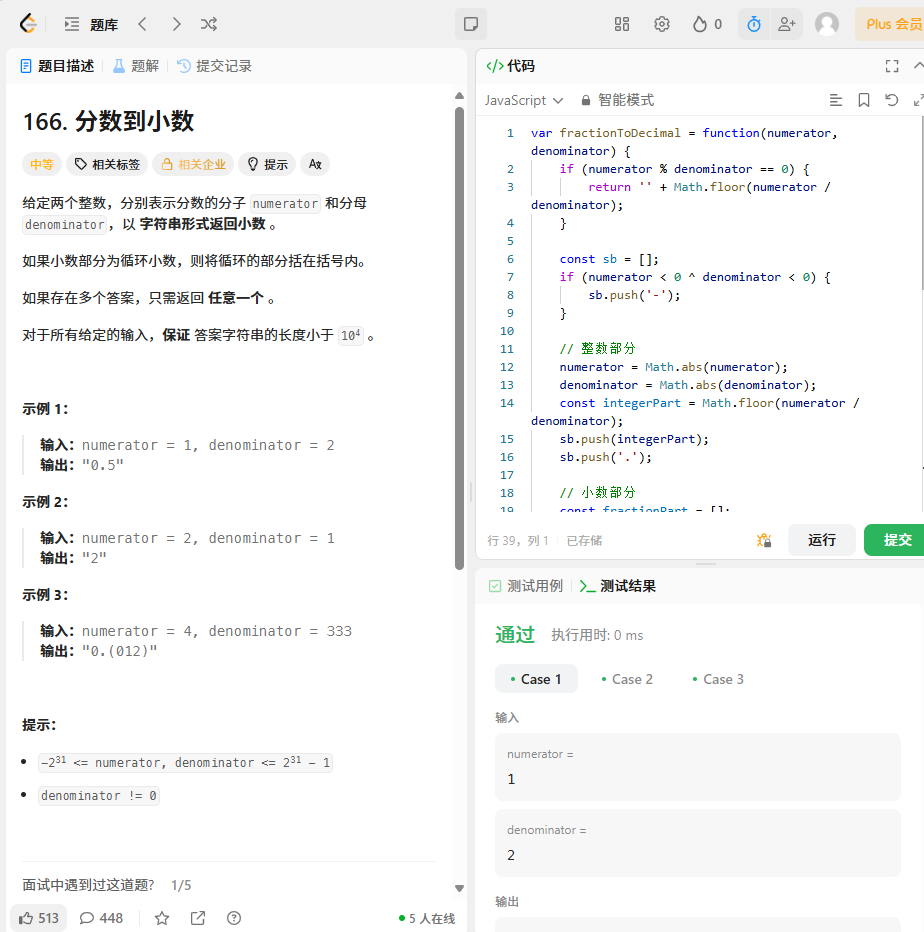 题库
0
Plus 会员
题目描述
题解
提交记录
166. 分数到小数
中等
相关标签
相关企业
提示
给定两个整数，分别表示分数的分子 numerator 和分母
denominator，以 字符串形式返回小数 。
如果小数部分为循环小数，则将循环的部分括在括号内。
如果存在多个答案，只需返回 任意一个 。
对于所有给定的输入，保证 答案字符串的长度小于 10⁴ 。
示例 1：
输入：numerator = 1, denominator = 2
输出："0.5"
示例 2：
输入：numerator = 2, denominator = 1
输出："2"
示例 3：
输入：numerator = 4, denominator = 333
输出："0.(012)"
提示：
−2³¹ <= numerator, denominator <= 2³¹ − 1
denominator != 0
面试中遇到过这道题? 1/5
513
448
5 人在线
</> 代码
JavaScript
智能模式
1 var fractionToDecimal = function(numerator,
denominator) {
2 if (numerator % denominator == 0) {
3 return '' + Math.floor(numerator /
denominator);
4 }
5
6 const sb = [];
7 if (numerator < 0 ^ denominator < 0) {
8 sb.push('-');
9 }
10
11 // 整数部分
12 numerator = Math.abs(numerator);
13 denominator = Math.abs(denominator);
14 const integerPart = Math.floor(numerator /
denominator);
15 sb.push(integerPart);
16 sb.push('.');
17
18 // 小数部分
19 const fractionPart = [];
行 39，列 1
已存储
运行
提交
测试用例
测试结果
通过
执行用时: 0 ms
Case 1
Case 2
Case 3
输入
numerator =
1
denominator =
2
输出